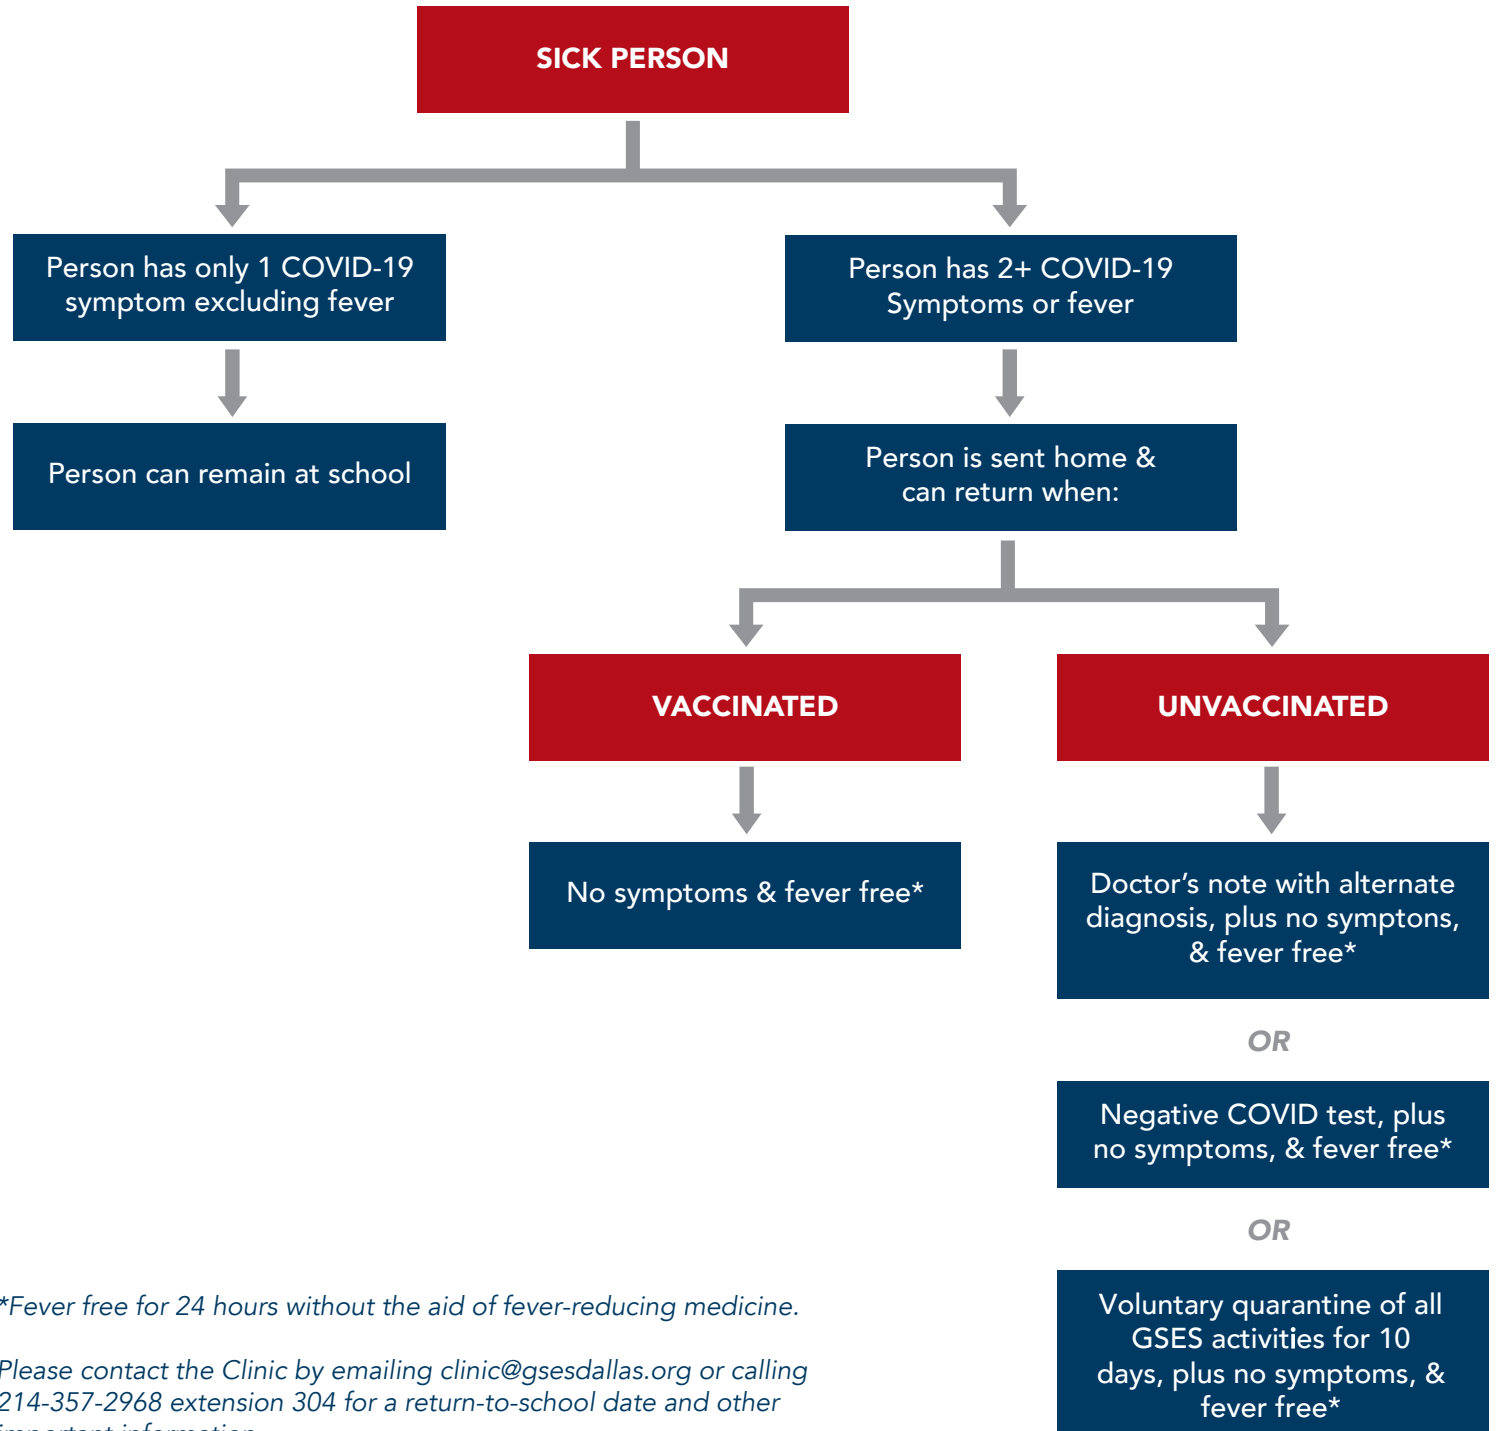 SICK PERSON
Person has only 1 COVID-19
symptom excluding fever
Person has 2+ COVID-19
Symptoms or fever
Person can remain at school
Person is sent home &
can return when:
VACCINATED
UNVACCINATED
No symptoms & fever free*
Doctor’s note with alternate
diagnosis, plus no symptons,
& fever free*
OR
Negative COVID test, plus
no symptoms, & fever free*
OR
Voluntary quarantine of all
GSES activities for 10
days, plus no symptoms, &
fever free*
*Fever free for 24 hours without the aid of fever-reducing medicine.
Please contact the Clinic by emailing clinic@gsesdallas.org or calling
214-357-2968 extension 304 for a return-to-school date and other
important information